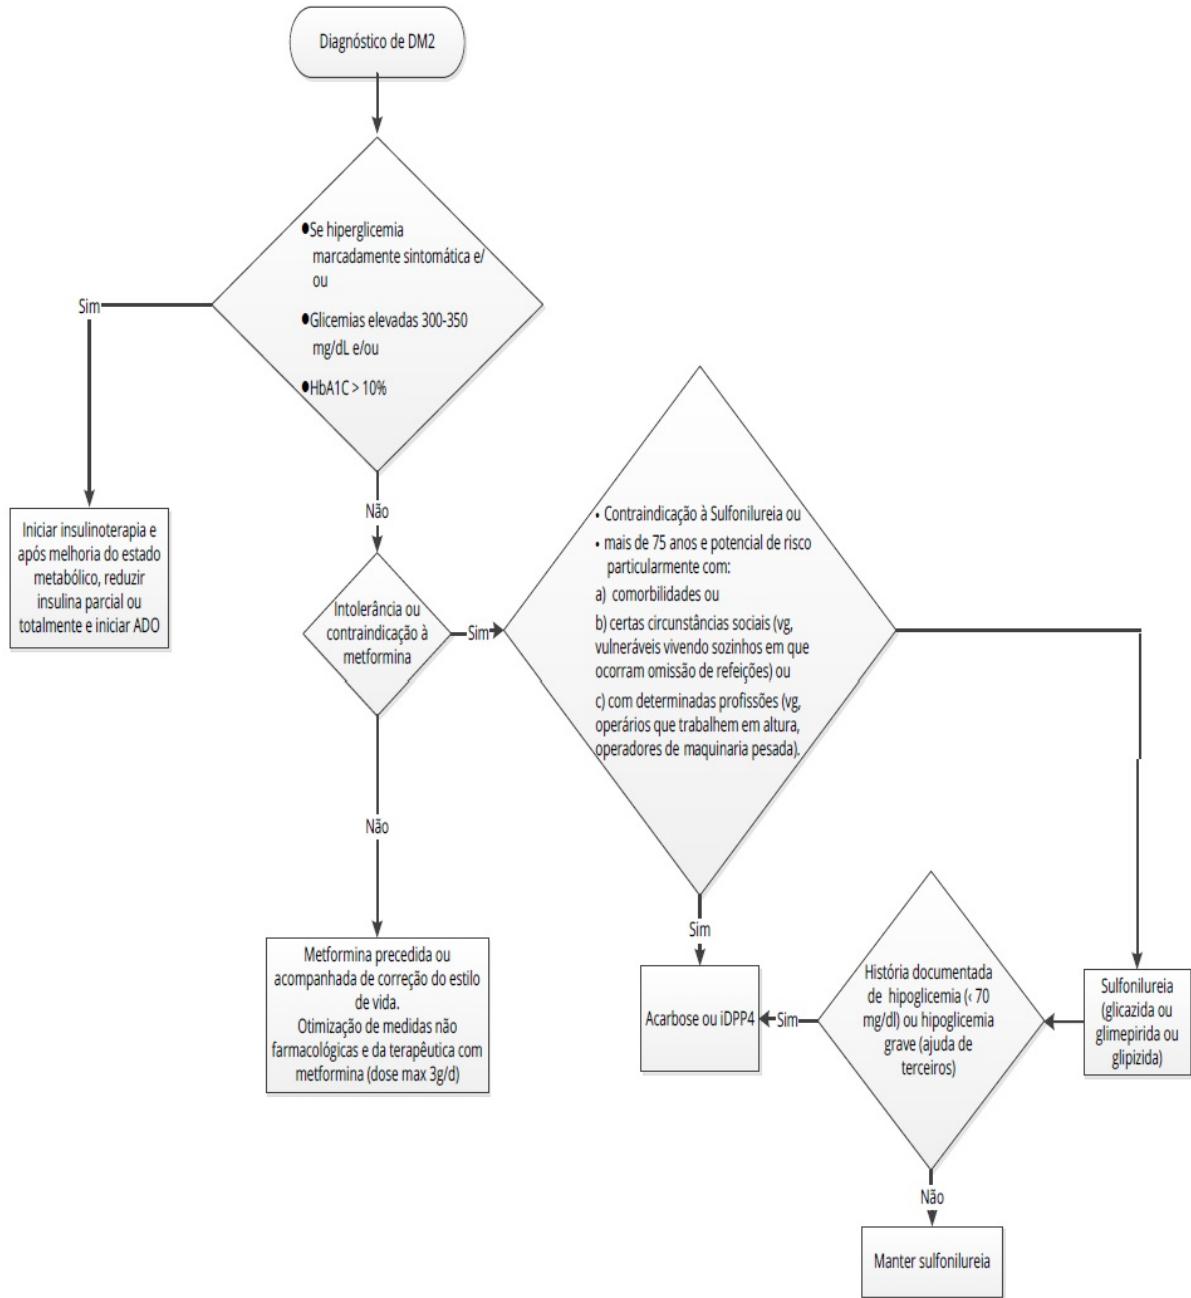 Diagnóstico de DM2
●Se hiperglicemia
marcadamente sintomática e/
ou
●Glicemias elevadas 300-350
mg/dL e/ou
●HbA1C > 10%
Sim
Iniciar insulinoterapia e
após melhoria do estado
metabólico, reduzir
insulina parcial ou
totalmente e iniciar ADO
Não
Intolerância ou
contraindicação à
metformina
Sim
• Contraindicação à Sulfonilureia ou
• mais de 75 anos e potencial de risco
particularmente com:
a) comorbilidades ou
b) certas circunstâncias sociais (vg,
vulneráveis vivendo sozinhos em que
ocorram omissão de refeições) ou
c) com determinadas profissões (vg,
operários que trabalhem em altura,
operadores de maquinaria pesada).
Não
Metformina precedida ou
acompanhada de correção do estilo
de vida.
Otimização de medidas não
farmacológicas e da terapêutica com
metformina (dose max 3g/d)
Sim
Acarbose ou iDPP4
Sim
História documentada
de hipoglicemia (‹ 70
mg/dl) ou hipoglicemia
grave (ajuda de
terceiros)
Sulfonilureia
(glicazida ou
glimepirida ou
glipizida)
Não
Manter sulfonilureia